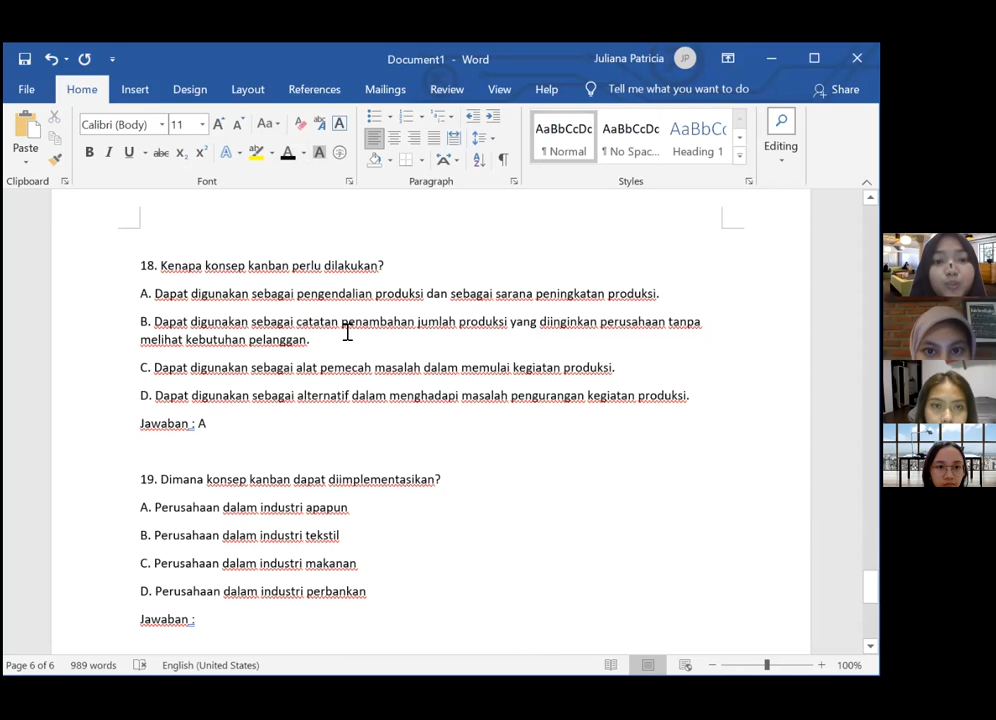 Document1 - Word
Juliana Patricia
JP
File Home Insert Design Layout References Mailings Review View Help Tell me what you want to do Share
Paste
Calibri (Body) 11
AaBbCcDc AaBbCcDc AaBbCc
¶ Normal ¶ No Spac... Heading 1
Editing
Clipboard Font Paragraph Styles
18. Kenapa konsep kanban perlu dilakukan?
A. Dapat digunakan sebagai pengendalian produksi dan sebagai sarana peningkatan produksi.
B. Dapat digunakan sebagai catatan penambahan jumlah produksi yang diinginkan perusahaan tanpa
melihat kebutuhan pelanggan.
C. Dapat digunakan sebagai alat pemecah masalah dalam memulai kegiatan produksi.
D. Dapat digunakan sebagai alternatif dalam menghadapi masalah pengurangan kegiatan produksi.
Jawaban : A
19. Dimana konsep kanban dapat diimplementasikan?
A. Perusahaan dalam industri apapun
B. Perusahaan dalam industri tekstil
C. Perusahaan dalam industri makanan
D. Perusahaan dalam industri perbankan
Jawaban :
Page 6 of 6 989 words English (United States) 100%